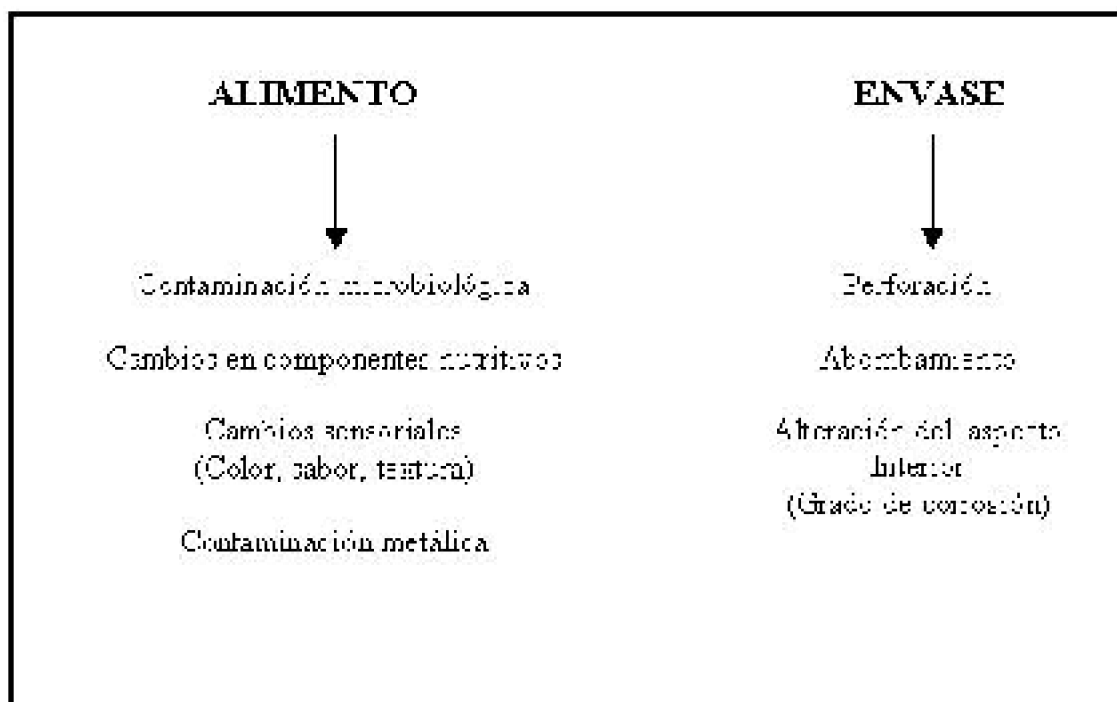 ALIMENTO
Contaminación microbiológica
Cambios en componentes nutritivos
Cambios sensoriales
(Color, sabor, textura)
Contaminación metálica
ENVASE
Perforación
Abombamiento
Alteración del aspecto
Interior
(Grado de corrosión)